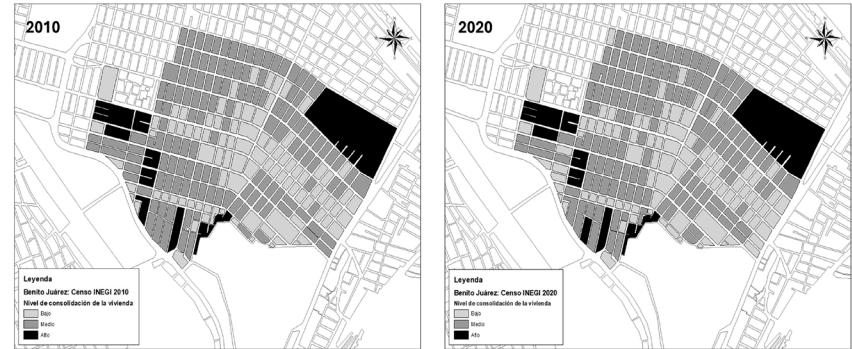 2010
Leyenda
Benito Juárez: Censo INEGI 2010
Nivel de consolidación de la vivienda
Bajo
Medio
Alto
2020
Leyenda
Benito Juárez: Censo INEGI 2020
Nivel de consolidación de la vivienda
Bajo
Medio
Alto